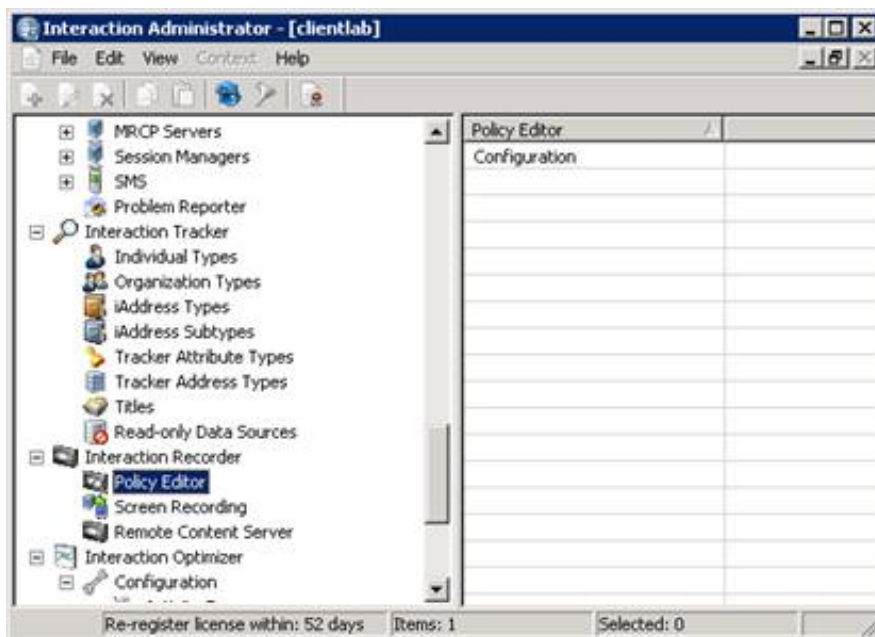 Interaction Administrator - [clientlab]
File Edit View Context Help
MRCP Servers
Session Managers
SMS
Problem Reporter
Interaction Tracker
Individual Types
Organization Types
iAddress Types
iAddress Subtypes
Tracker Attribute Types
Tracker Address Types
Titles
Read-only Data Sources
Interaction Recorder
Policy Editor
Screen Recording
Remote Content Server
Interaction Optimizer
Configuration
Policy Editor
Configuration
Re-register license within: 52 days Items: 1 Selected: 0